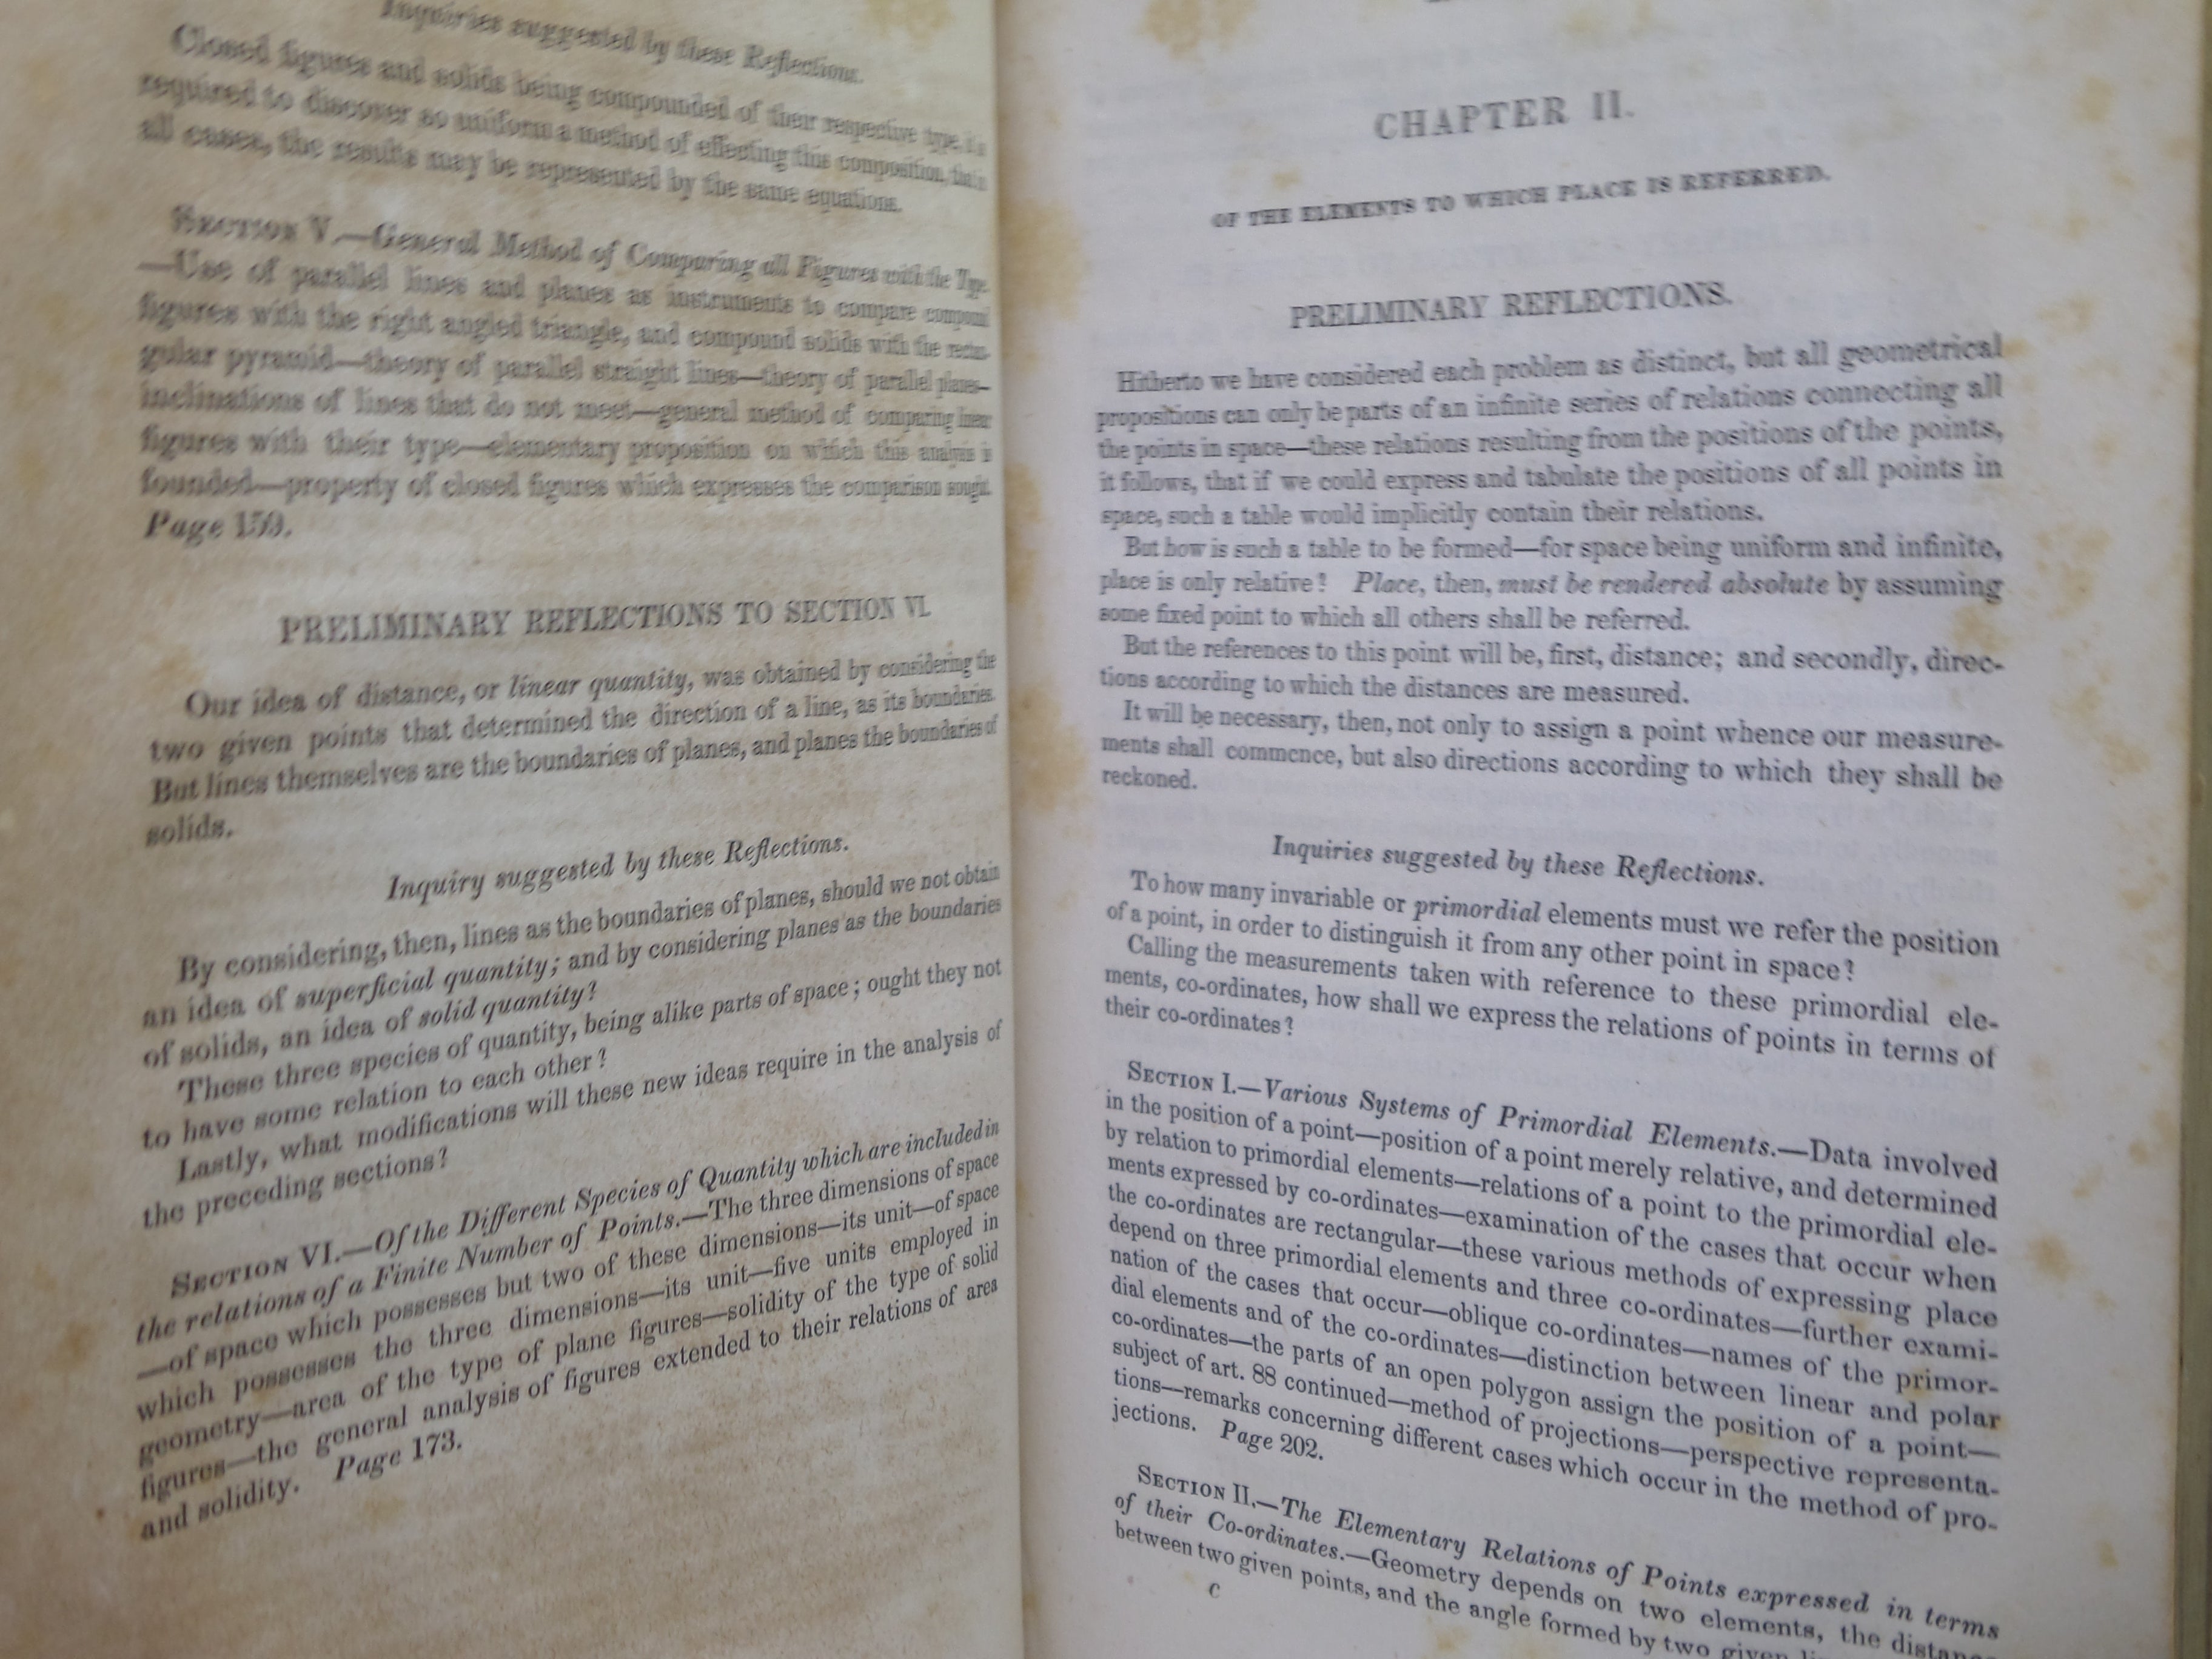 Inquiries suggested by these Reflections.
Closed figures and solids being compounded of their respective type, it is
required to discover so uniform a method of effecting this composition, that in
all cases, the results may be represented by the same equations.
SECTION V.—General Method of Comparing all Figures with the Type.
—Use of parallel lines and planes as instruments to compare compound
figures with the right angled triangle, and compound solids with the rectan-
gular pyramid—theory of parallel straight lines—theory of parallel planes—
inclinations of lines that do not meet—general method of comparing linear
figures with their type—elementary proposition on which this analysis is
founded—property of closed figures which expresses the comparison sought.
Page 159.
PRELIMINARY REFLECTIONS TO SECTION VI.
Our idea of distance, or linear quantity, was obtained by considering the
two given points that determined the direction of a line, as its boundaries.
But lines themselves are the boundaries of planes, and planes the boundaries of
solids.
Inquiry suggested by these Reflections.
By considering, then, lines as the boundaries of planes, should we not obtain
an idea of superficial quantity; and by considering planes as the boundaries
of solids, an idea of solid quantity?
These three species of quantity, being alike parts of space; ought they not
to have some relation to each other?
Lastly, what modifications will these new ideas require in the analysis of
the preceding sections?
SECTION VI.—Of the Different Species of Quantity which are included in
the relations of a Finite Number of Points.—The three dimensions of space
—of space which possesses but two of these dimensions—its unit—of space
which possesses the three dimensions—its unit—five units employed in
geometry—area of the type of plane figures—solidity of the type of solid
figures—the general analysis of figures extended to their relations of area
and solidity. Page 173.
CHAPTER II.
OF THE ELEMENTS TO WHICH PLACE IS REFERRED.
PRELIMINARY REFLECTIONS.
Hitherto we have considered each problem as distinct, but all geometrical
propositions can only be parts of an infinite series of relations connecting all
the points in space—these relations resulting from the positions of the points,
it follows, that if we could express and tabulate the positions of all points in
space, such a table would implicitly contain their relations.
But how is such a table to be formed—for space being uniform and infinite,
place is only relative? Place, then, must be rendered absolute by assuming
some fixed point to which all others shall be referred.
But the references to this point will be, first, distance; and secondly, direc-
tions according to which the distances are measured.
It will be necessary, then, not only to assign a point whence our measure-
ments shall commence, but also directions according to which they shall be
reckoned.
Inquiries suggested by these Reflections.
To how many invariable or primordial elements must we refer the position
of a point, in order to distinguish it from any other point in space?
Calling the measurements taken with reference to these primordial ele-
ments, co-ordinates, how shall we express the relations of points in terms of
their co-ordinates?
SECTION I.—Various Systems of Primordial Elements.—Data involved
in the position of a point—position of a point merely relative, and determined
by relation to primordial elements—relations of a point to the primordial ele-
ments expressed by co-ordinates—examination of the cases that occur when
the co-ordinates are rectangular—these various methods of expressing place
depend on three primordial elements and three co-ordinates—further exami-
nation of the cases that occur—oblique co-ordinates—names of the primor-
dial elements and of the co-ordinates—distinction between linear and polar
co-ordinates—the parts of an open polygon assign the position of a point—
subject of art. 88 continued—method of projections—perspective representa-
tions—remarks concerning different cases which occur in the method of pro-
jections. Page 202.
SECTION II.—The Elementary Relations of Points expressed in terms
of their Co-ordinates.—Geometry depends on two elements, the distance
between two given points, and the angle formed by two given
c